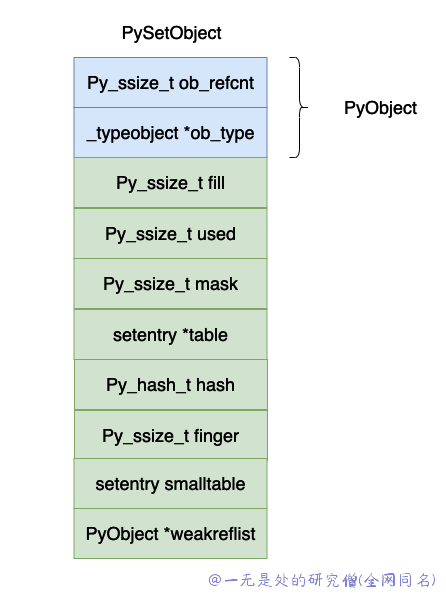 PySetObject
Py_ssize_t ob_refcnt
_typeobject *ob_type
PyObject
Py_ssize_t fill
Py_ssize_t used
Py_ssize_t mask
setentry *table
Py_hash_t hash
Py_ssize_t finger
setentry smalltable
PyObject *weakreflist
@一无是处的研究僧(全网同名)